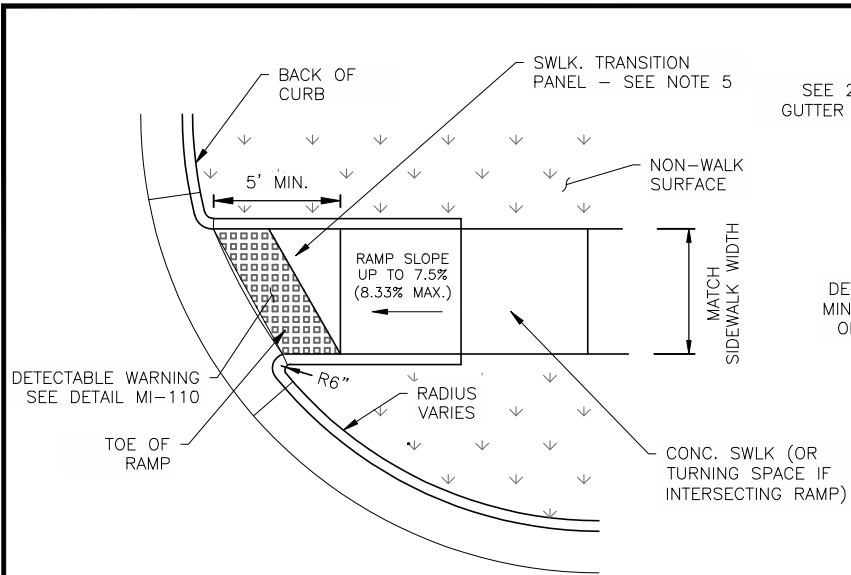 BACK OF
CURB
SWLK. TRANSITION
PANEL – SEE NOTE 5
SEE 2
GUTTER
5' MIN.
NON-WALK
SURFACE
RAMP SLOPE
UP TO 7.5%
(8.33% MAX.)
MATCH
SIDEWALK WIDTH
DE
MIN
O
DETECTABLE WARNING
SEE DETAIL MI-110
R6"
RADIUS
VARIES
TOE OF
RAMP
CONC. SWLK (OR
TURNING SPACE IF
INTERSECTING RAMP)